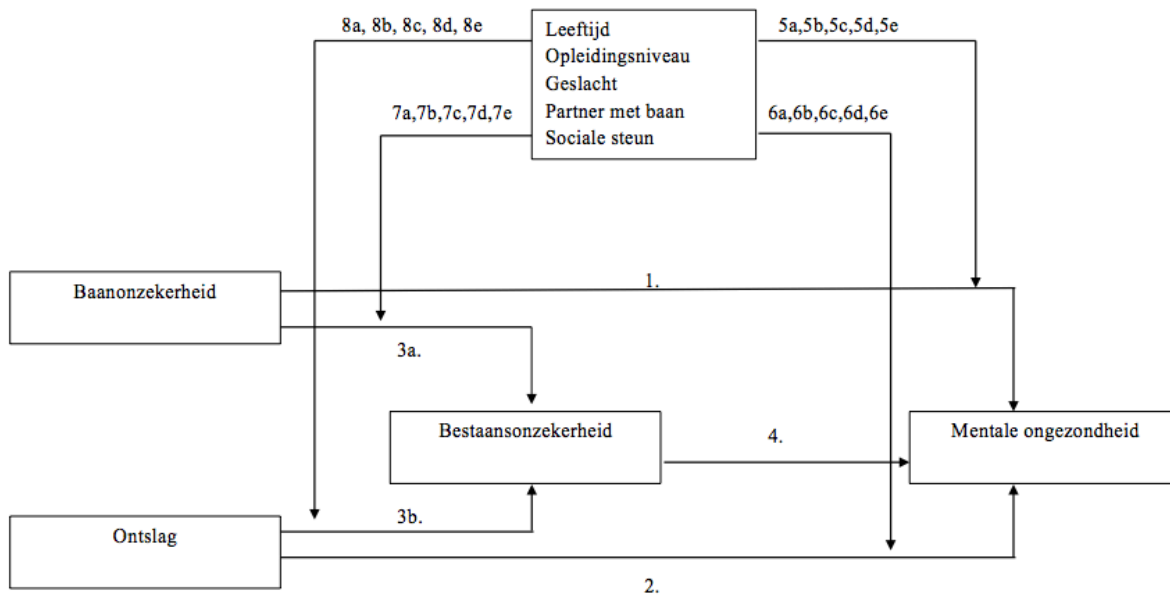 8a, 8b, 8c, 8d, 8e
Leeftijd
Opleidingsniveau
Geslacht
Partner met baan
Sociale steun
5a,5b,5c,5d,5e
7a,7b,7c,7d,7e
6a,6b,6c,6d,6e
Baanonzekerheid
1.
3a.
Bestaansonzekerheid
4.
Mentale ongezondheid
Ontslag
3b.
2.